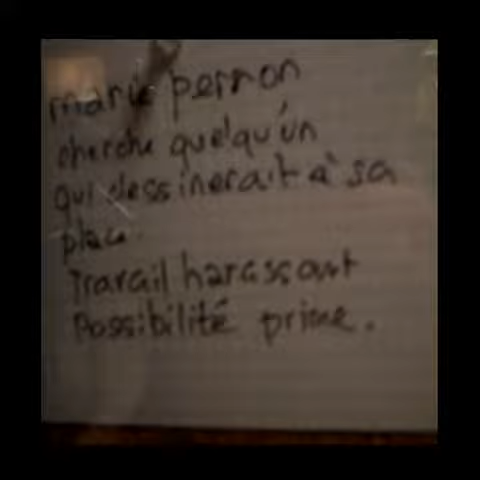 marie perron
cherche quelqu'un
qui dessinerait à sa
place.
Travail harassant
Possibilité prime.